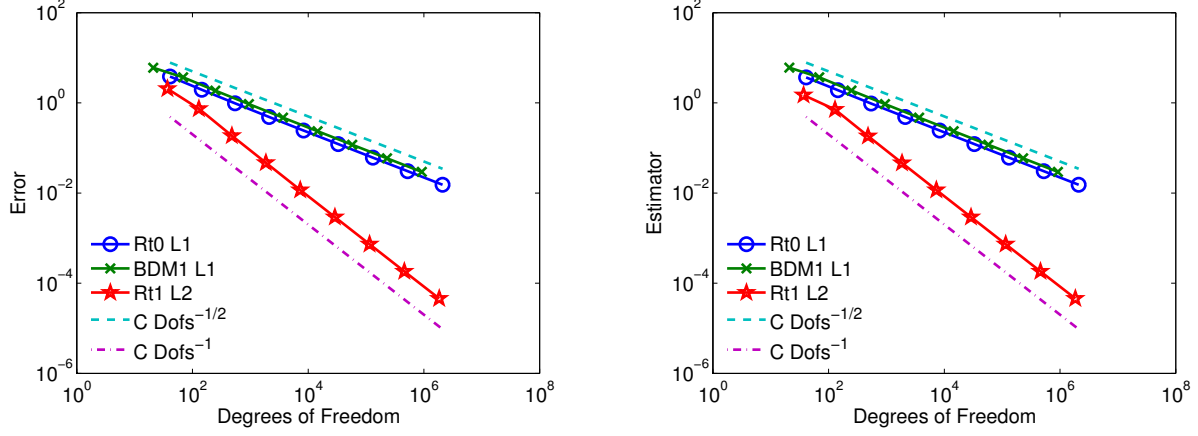 10^2
10^0
10^-2
10^-4
10^-6
Error
Rt0 L1
BDM1 L1
Rt1 L2
C Dofs^-1/2
C Dofs^-1
10^0 10^2 10^4 10^6 10^8
Degrees of Freedom
10^2
10^0
10^-2
10^-4
10^-6
Estimator
Rt0 L1
BDM1 L1
Rt1 L2
C Dofs^-1/2
C Dofs^-1
10^0 10^2 10^4 10^6 10^8
Degrees of Freedom